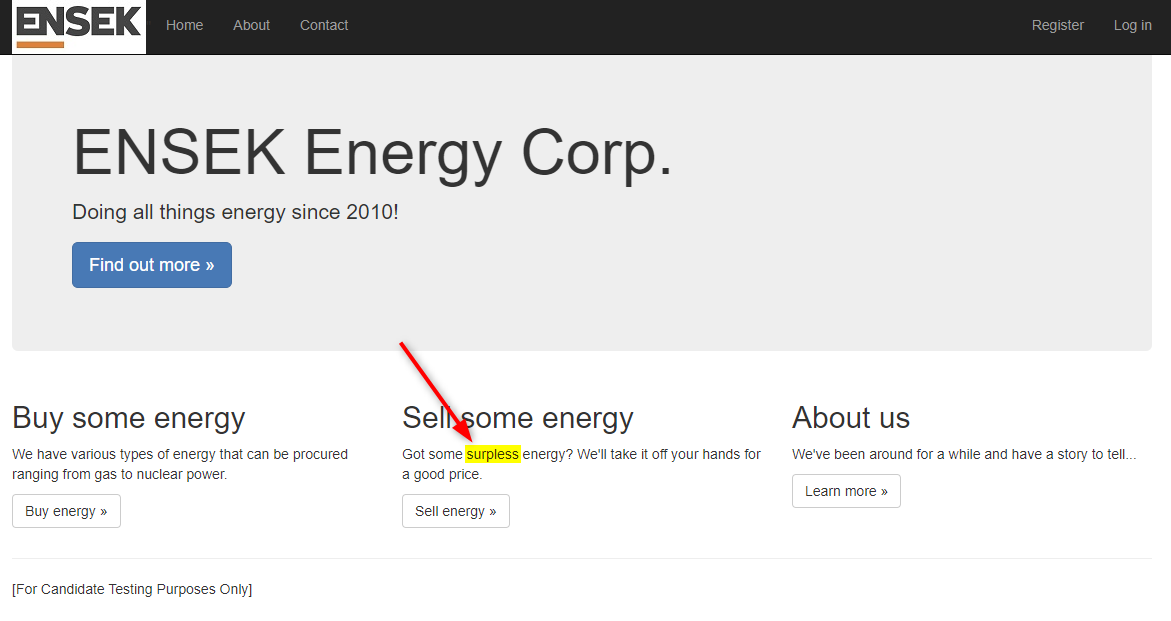 ENSEK Home About Contact Register Log in
ENSEK Energy Corp.
Doing all things energy since 2010!
Find out more »
Buy some energy
We have various types of energy that can be procured
ranging from gas to nuclear power.
Buy energy »
Sell some energy
Got some surpless energy? We'll take it off your hands for
a good price.
Sell energy »
About us
We've been around for a while and have a story to tell...
Learn more »
[For Candidate Testing Purposes Only]